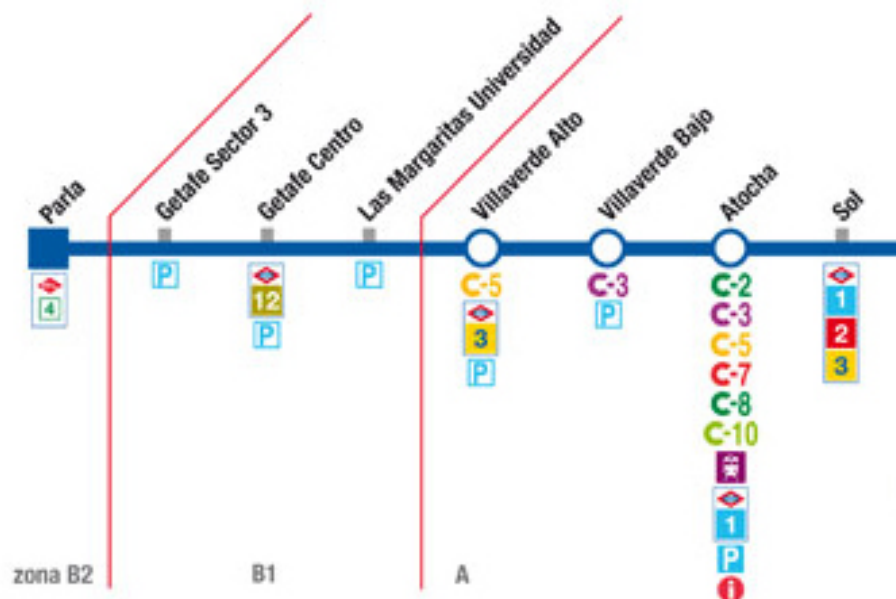 Parla
Getafe Sector 3
Getafe Centro
Las Margaritas Universidad
Villaverde Alto
Villaverde Bajo
Atocha
Sol
4
P
12
P
P
C-5
3
P
C-3
P
C-2
C-3
C-5
C-7
C-8
C-10
1
P
i
1
2
3
zona B2
B1
A